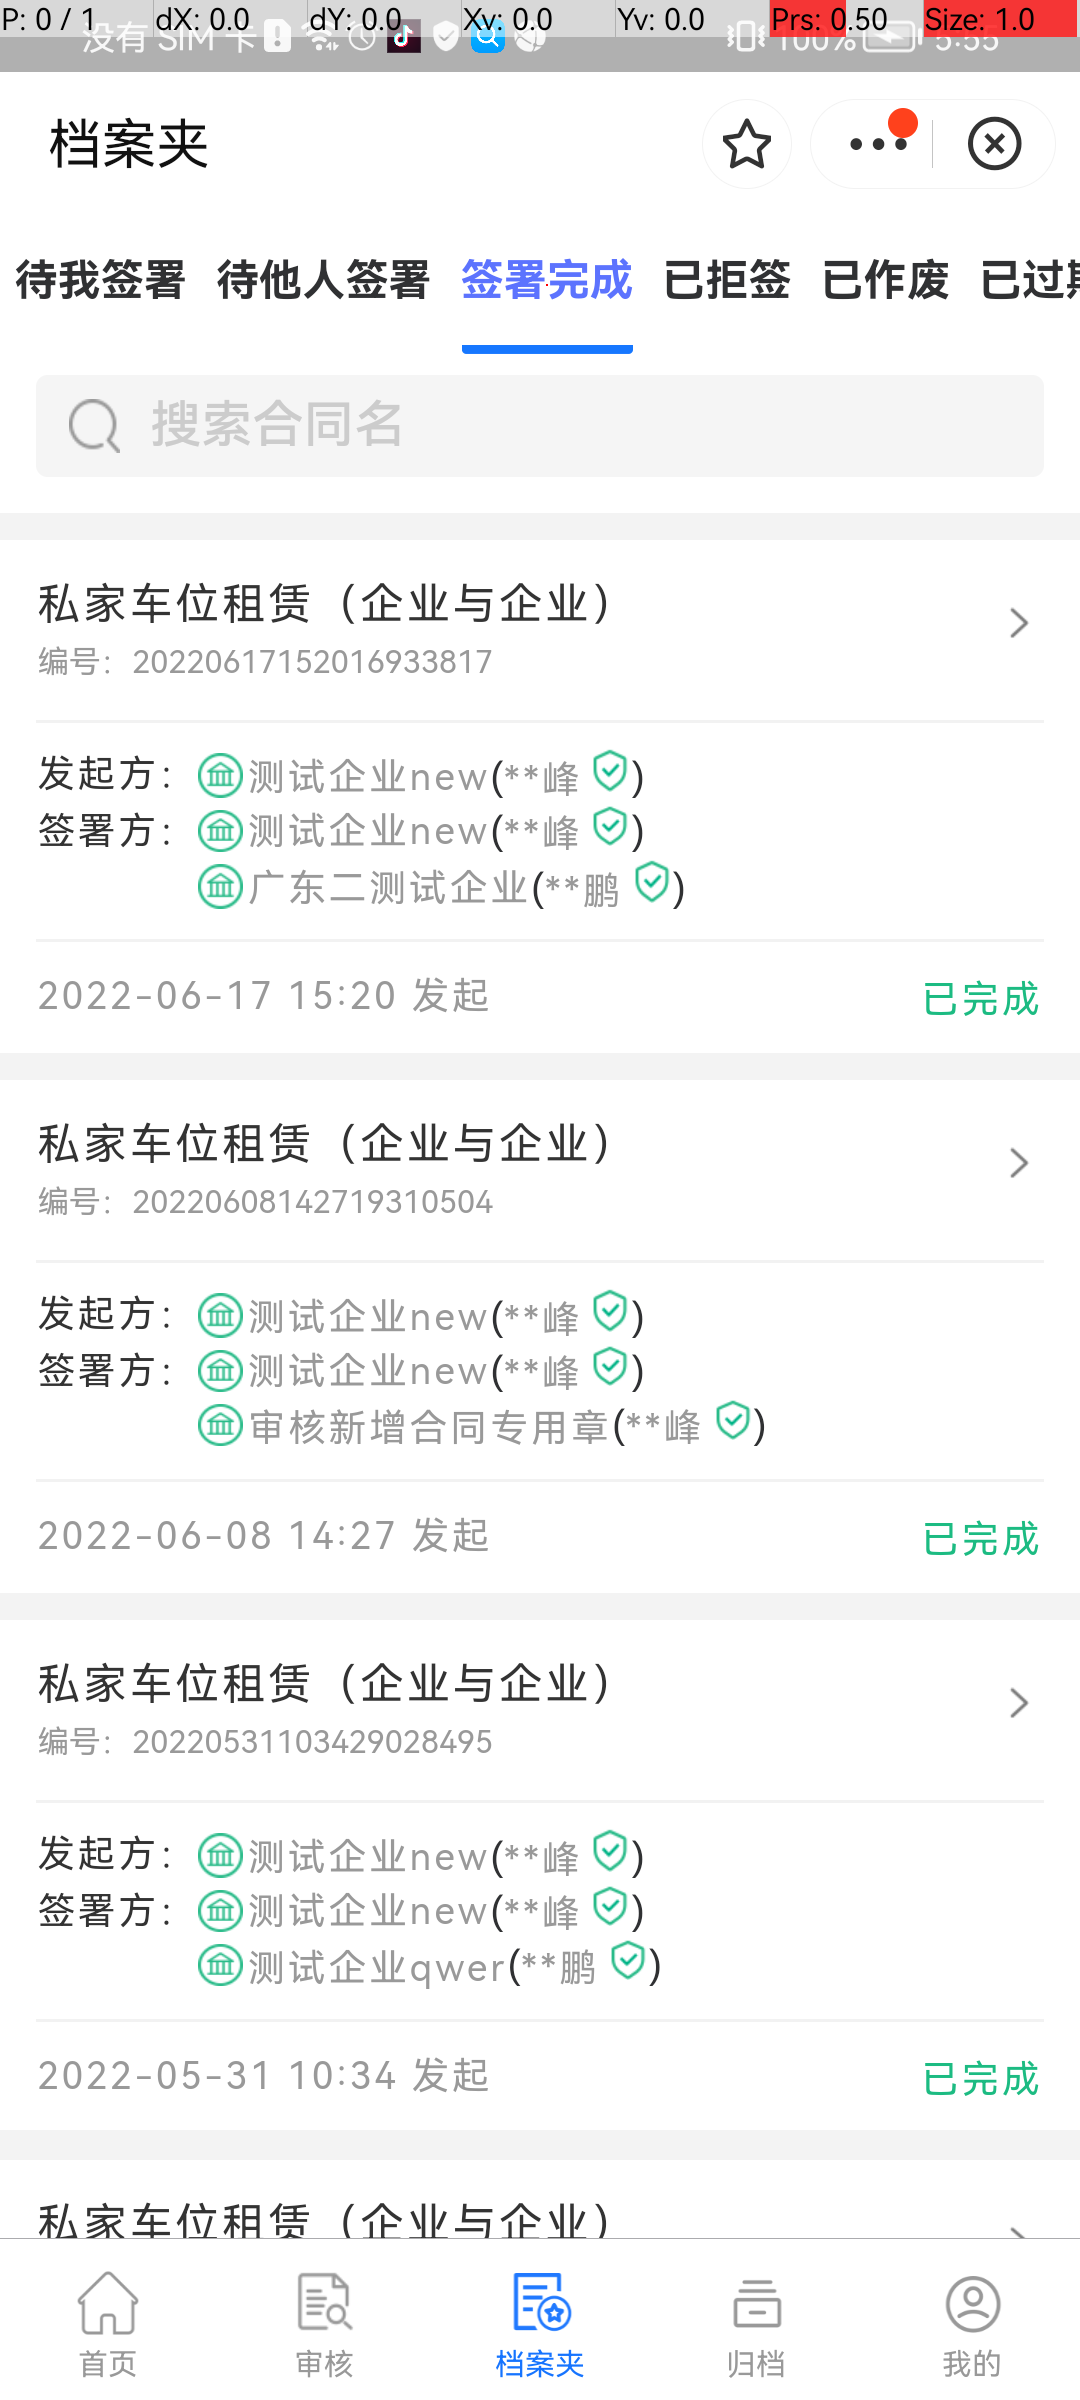 P: 0 / 1 dX: 0.0 dY: 0.0 Xv: 0.0 Yv: 0.0 Prs: 0.50 Size: 1.0
没有 SIM 卡 100% 5:55
档案夹
待我签署 待他人签署 签署完成 已拒签 已作废 已过期
搜索合同名
私家车位租赁（企业与企业）
编号：20220617152016933817
发起方：测试企业new(**峰)
签署方：测试企业new(**峰)
广东二测试企业(**鹏)
2022-06-17 15:20 发起 已完成
私家车位租赁（企业与企业）
编号：20220608142719310504
发起方：测试企业new(**峰)
签署方：测试企业new(**峰)
审核新增合同专用章(**峰)
2022-06-08 14:27 发起 已完成
私家车位租赁（企业与企业）
编号：20220531103429028495
发起方：测试企业new(**峰)
签署方：测试企业new(**峰)
测试企业qwer(**鹏)
2022-05-31 10:34 发起 已完成
私家车位租赁（企业与企业）
首页 审核 档案夹 归档 我的